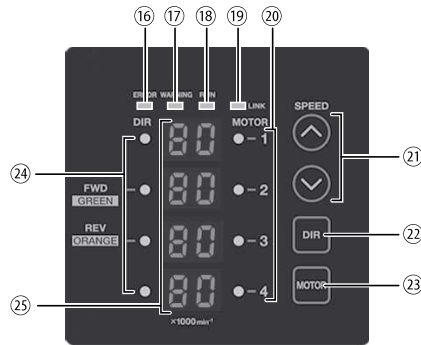 ⑯ ⑰ ⑱ ⑲ ⑳
ERROR WARNING RUN LINK SPEED
DIR MOTOR
80 1
㉑
㉔
80 2
FWD
GREEN
㉒
DIR
REV
ORANGE
80 3
㉓
MOTOR
80 4
㉕
×1000min⁻¹